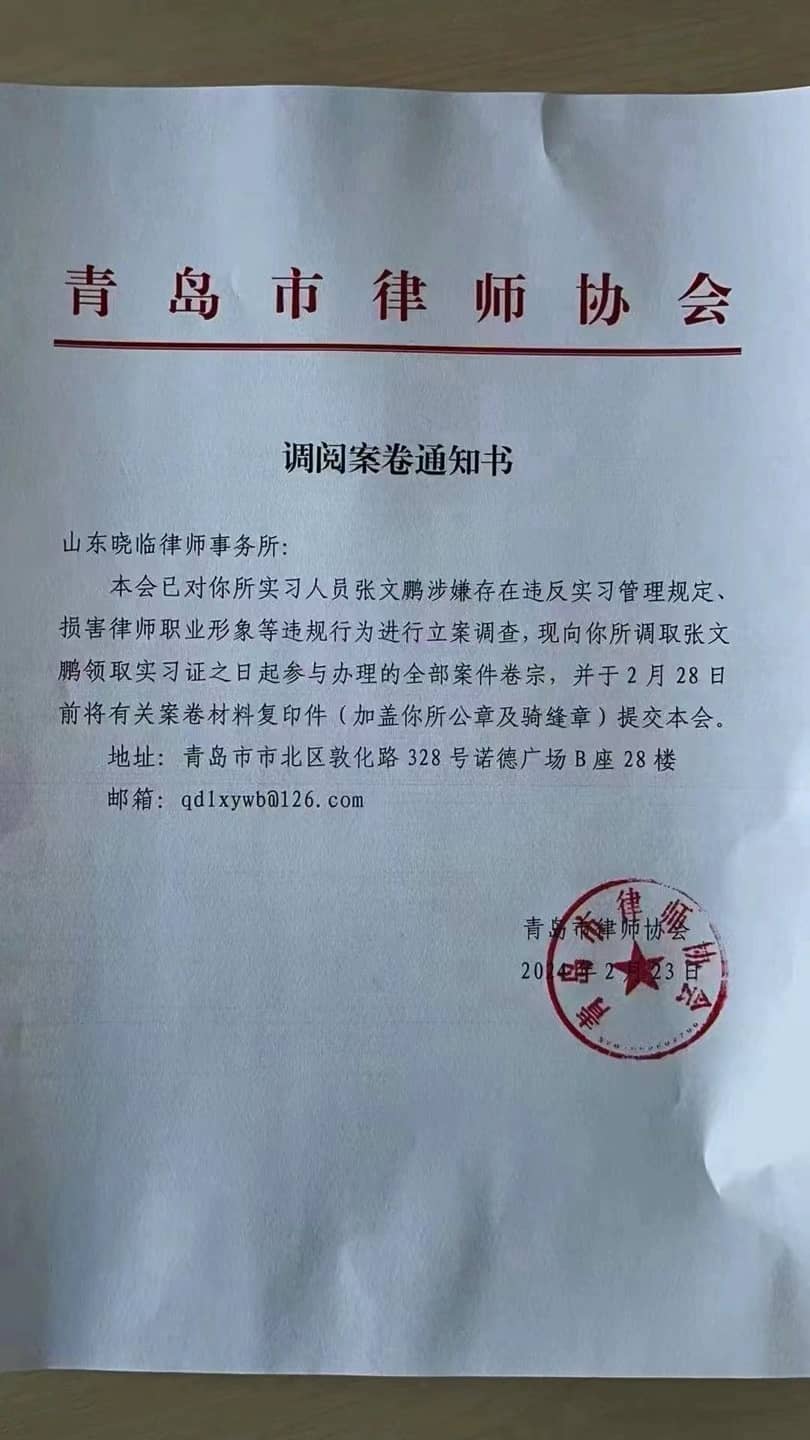 青岛市律师协会
调阅案卷通知书
山东晓临律师事务所：
本会已对你所实习人员张文鹏涉嫌存在违反实习管理规定、
损害律师职业形象等违规行为进行立案调查，现向你所调取张文
鹏领取实习证之日起参与办理的全部案件卷宗，并于2月28日
前将有关案卷材料复印件（加盖你所公章及骑缝章）提交本会。
地址：青岛市市北区敦化路328号诺德广场B座28楼
邮箱：qdlxywb@126.com
青岛市律师协会
2024年2月23日
青岛市律师协会